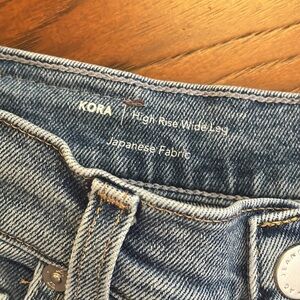 KORA | High Rise Wide Leg
Japanese Fabric